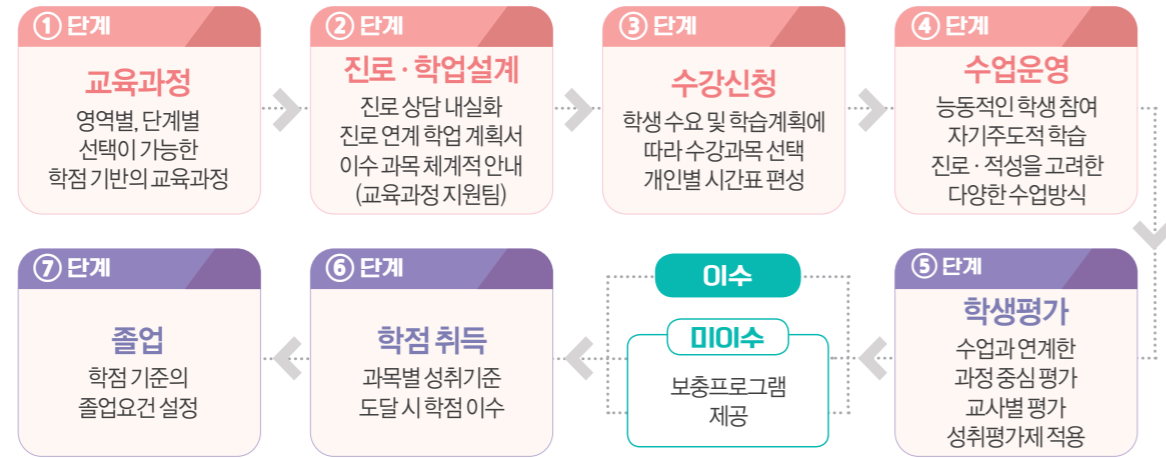 ① 단계
교육과정
영역별, 단계별
선택이 가능한
학점 기반의 교육과정
② 단계
진로 · 학업설계
진로 상담 내실화
진로 연계 학업 계획서
이수 과목 체계적 안내
(교육과정 지원팀)
③ 단계
수강신청
학생 수요 및 학습계획에
따라 수강과목 선택
개인별 시간표 편성
④ 단계
수업운영
능동적인 학생 참여
자기주도적 학습
진로 · 적성을 고려한
다양한 수업방식
⑤ 단계
학생평가
수업과 연계한
과정 중심 평가
교사별 평가
성취평가제 적용
이수
미이수
보충프로그램
제공
⑥ 단계
학점 취득
과목별 성취기준
도달 시 학점 이수
⑦ 단계
졸업
학점 기준의
졸업요건 설정